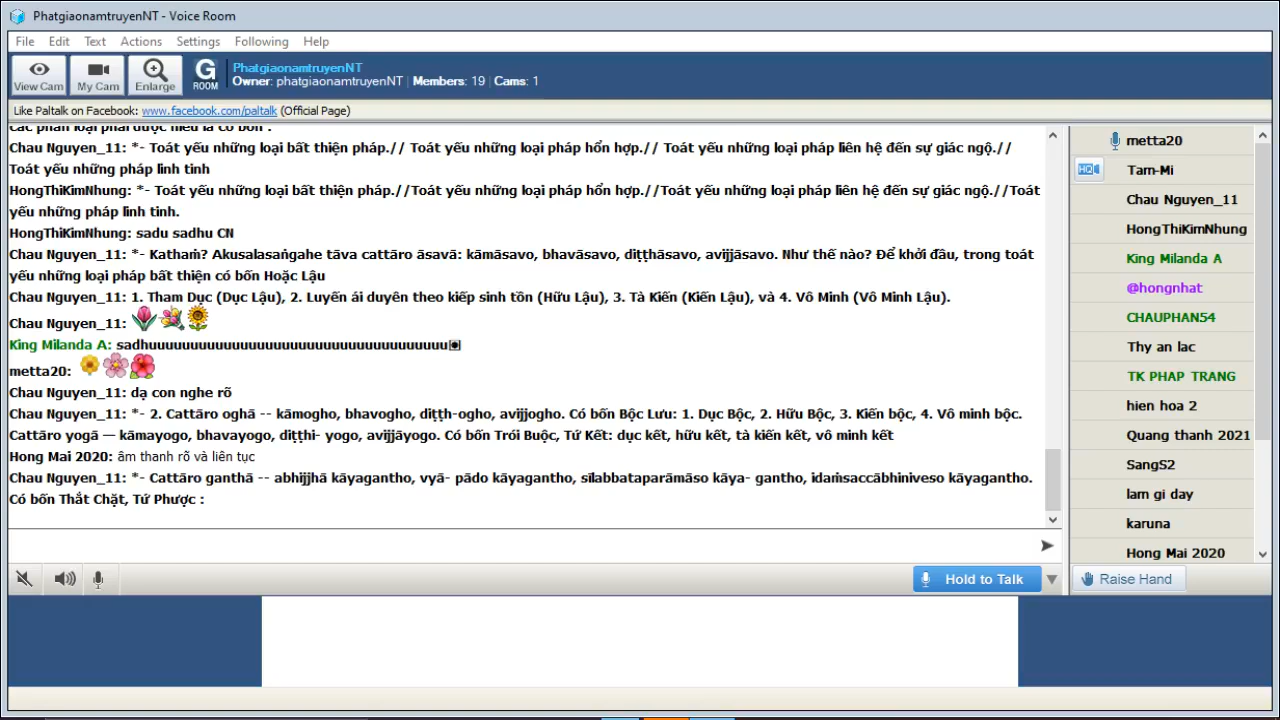 PhatgiaonamtruyenNT - Voice Room
File Edit Text Actions Settings Following Help
View Cam My Cam Enlarge G ROOM
PhatgiaonamtruyenNT
Owner: phatgiaonamtruyenNT Members: 19 Cams: 1
Like Paltalk on Facebook: www.facebook.com/paltalk (Official Page)
Các phân loại phải được hiểu là có bốn :
Chau Nguyen_11: *- Toát yếu những loại bất thiện pháp.// Toát yếu những loại pháp hổn hợp.// Toát yếu những loại pháp liên hệ đến sự giác ngộ.//
Toát yếu những pháp linh tinh
HongThiKimNhung: *- Toát yếu những loại bất thiện pháp.//Toát yếu những loại pháp hổn hợp.//Toát yếu những loại pháp liên hệ đến sự giác ngộ.//Toát
yếu những pháp linh tinh.
HongThiKimNhung: sadu sadhu CN
Chau Nguyen_11: *- Kathaṁ? Akusalasaṅgahe tāva cattāro āsavā: kāmāsavo, bhavāsavo, diṭṭhāsavo, avijjāsavo. Như thế nào? Để khởi đầu, trong toát
yếu những loại pháp bất thiện có bốn Hoặc Lậu
Chau Nguyen_11: 1. Tham Dục (Dục Lậu), 2. Luyến ái duyên theo kiếp sinh tồn (Hữu Lậu), 3. Tà Kiến (Kiến Lậu), và 4. Vô Minh (Vô Minh Lậu).
Chau Nguyen_11:
King Milanda A: sadhuuuuuuuuuuuuuuuuuuuuuuuuuuuuuuuuuuu
metta20:
Chau Nguyen_11: dạ con nghe rõ
Chau Nguyen_11: *- 2. Cattāro oghā -- kāmogho, bhavogho, diṭṭh-ogho, avijjogho. Có bốn Bộc Lưu: 1. Dục Bộc, 2. Hữu Bộc, 3. Kiến bộc, 4. Vô minh bộc.
Cattāro yogā — kāmayogo, bhavayogo, diṭṭhi- yogo, avijjāyogo. Có bốn Trói Buộc, Tứ Kết: dục kết, hữu kết, tà kiến kết, vô minh kết
Hong Mai 2020: âm thanh rõ và liên tục
Chau Nguyen_11: *- Cattāro ganthā -- abhijjhā kāyagantho, vyā- pādo kāyagantho, sīlabbataparāmāso kāya- gantho, idaṁsaccābhiniveso kāyagantho.
Có bốn Thắt Chặt, Tứ Phược :
Hold to Talk
metta20
HQ Tam-Mi
Chau Nguyen_11
HongThiKimNhung
King Milanda A
@hongnhat
CHAUPHAN54
Thy an lac
TK PHAP TRANG
hien hoa 2
Quang thanh 2021
SangS2
lam gi day
karuna
Hong Mai 2020
Raise Hand